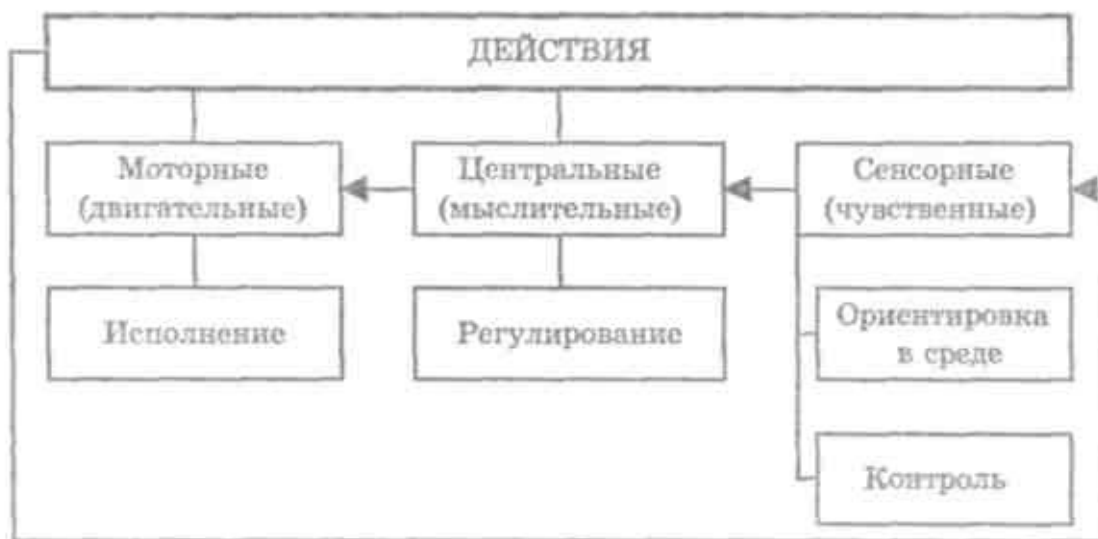 ДЕЙСТВИЯ
Моторные
(двигательные)
Центральные
(мыслительные)
Сенсорные
(чувственные)
Исполнение
Регулирование
Ориентировка
в среде
Контроль